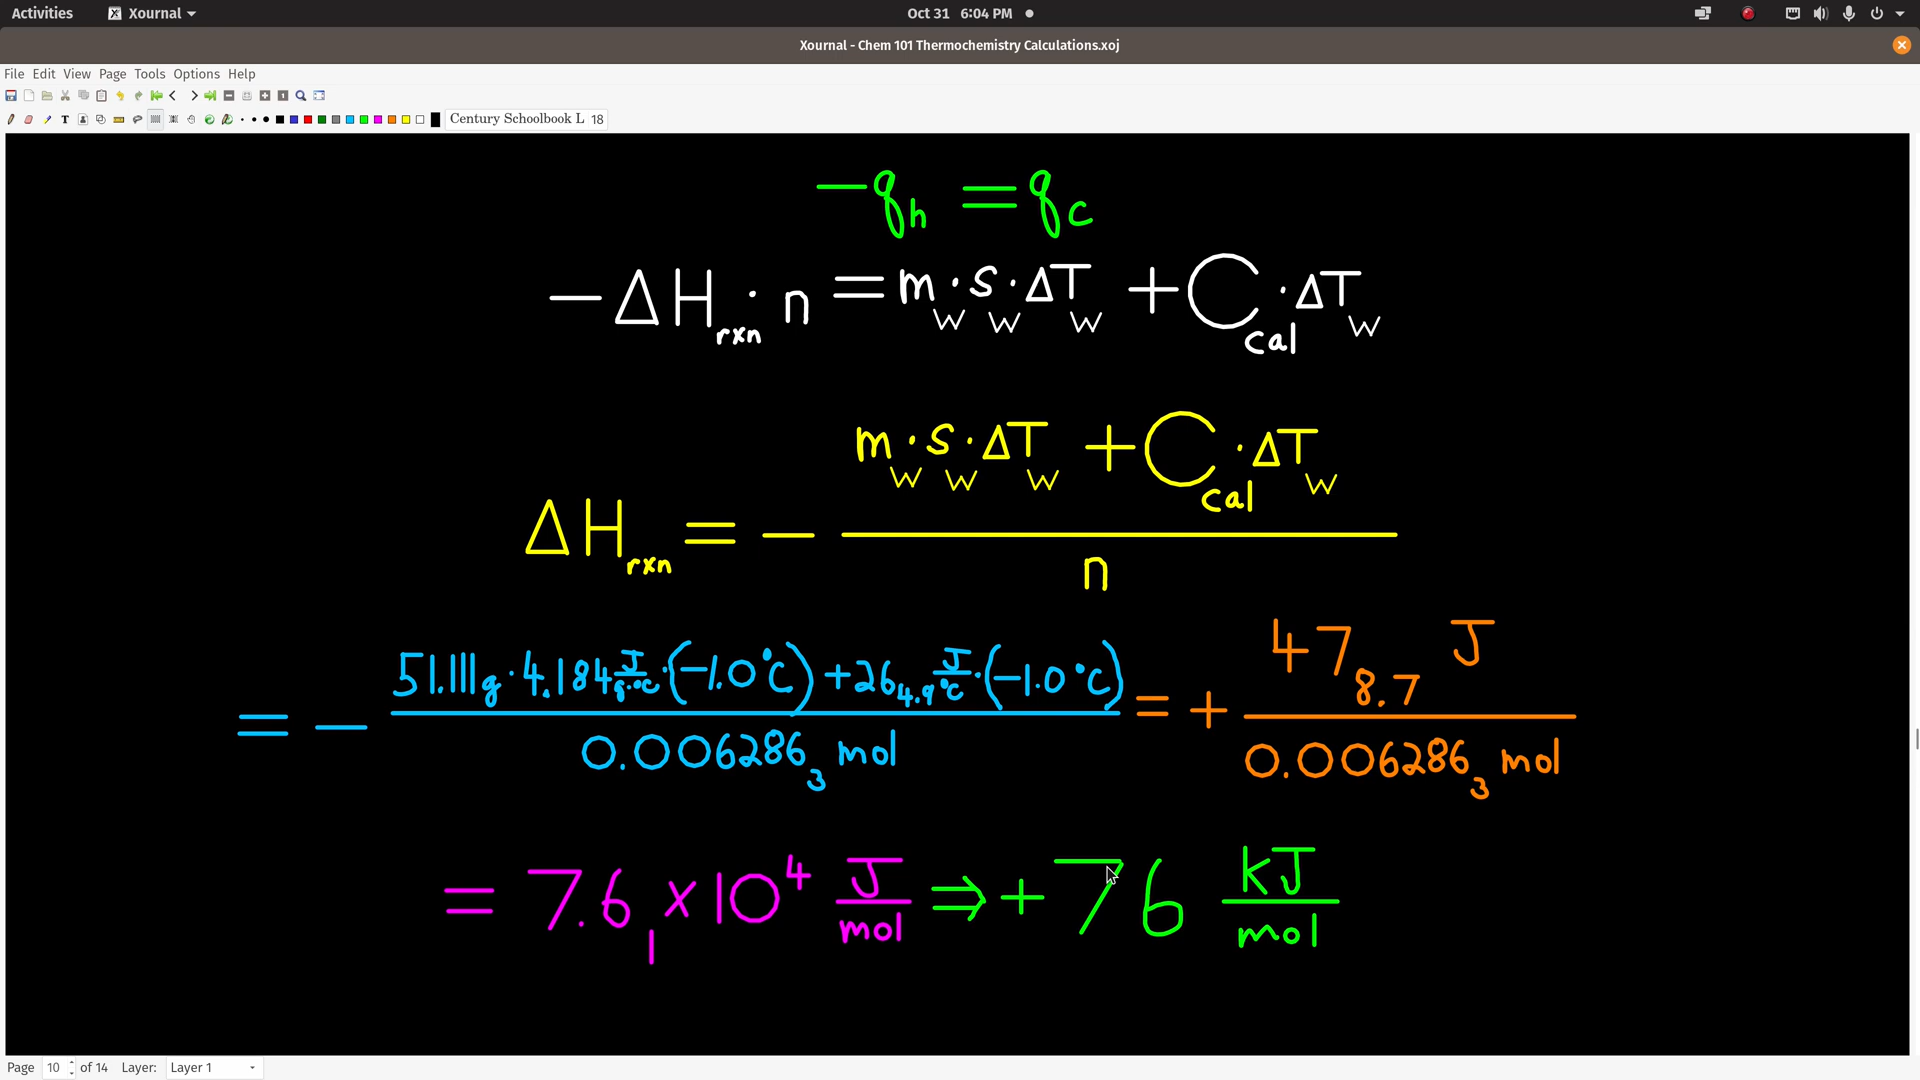 Activities Xournal Oct 31 6:04 PM
Xournal - Chem 101 Thermochemistry Calculations.xoj
File Edit View Page Tools Options Help
T Century Schoolbook L 18
−q_h = q_c
−ΔH_rxn · n = m_w · s_w · ΔT_w + C_cal · ΔT_w
ΔH_rxn = − (m_w · s_w · ΔT_w + C_cal · ΔT_w) / n
= − (51.111g · 4.184 J/g·°C · (−1.0°C) + 26_4.9 J/°C · (−1.0°C)) / 0.006286_3 mol = + 47_8.7 J / 0.006286_3 mol
= 7.6_1 × 10^4 J/mol ⇒ +76 kJ/mol
Page 10 of 14 Layer: Layer 1